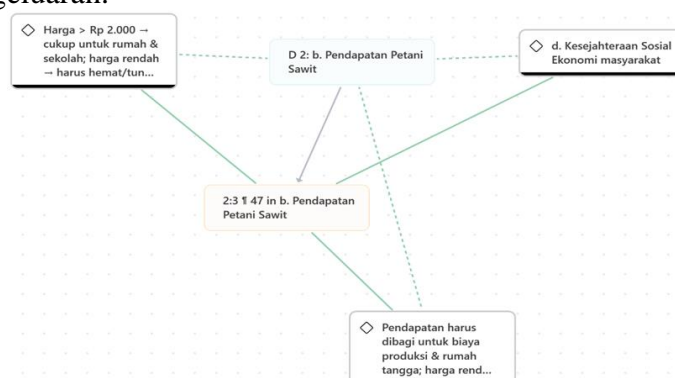 Harga > Rp 2.000 →
cukup untuk rumah &
sekolah; harga rendah
→ harus hemat/tun...
D 2: b. Pendapatan Petani
Sawit
d. Kesejahteraan Sosial
Ekonomi masyarakat
2:3 ¶ 47 in b. Pendapatan
Petani Sawit
Pendapatan harus
dibagi untuk biaya
produksi & rumah
tangga; harga rend...